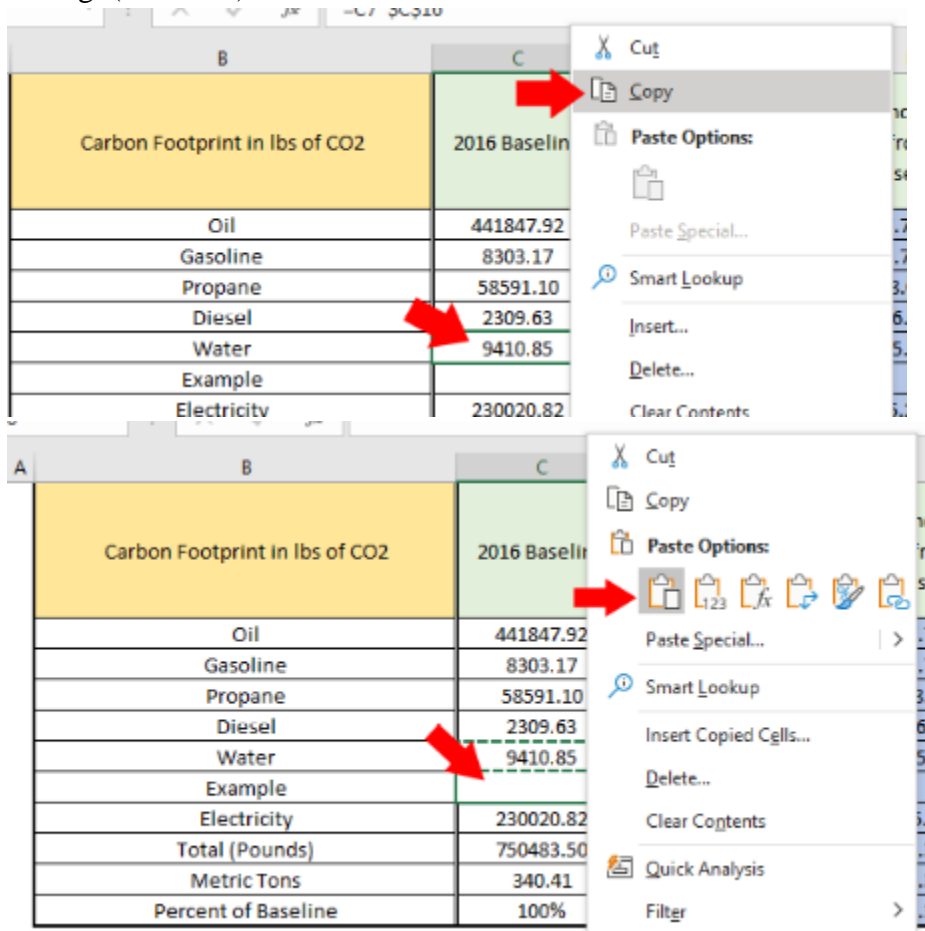 B C
Cut
Copy
Carbon Footprint in lbs of CO2 2016 Baselin
Paste Options:
Oil 441847.92
Paste Special...
Gasoline 8303.17
Smart Lookup
Propane 58591.10
Diesel 2309.63
Insert...
Water 9410.85
Delete...
Example
Electricity 230020.82
Clear Contents
A B C
Cut
Copy
Carbon Footprint in lbs of CO2 2016 Baselin
Paste Options:
123 fx
Oil 441847.92
Paste Special... >
Gasoline 8303.17
Smart Lookup
Propane 58591.10
Diesel 2309.63
Insert Copied Cells...
Water 9410.85
Delete...
Example
Electricity 230020.82
Clear Contents
Total (Pounds) 750483.50
Quick Analysis
Metric Tons 340.41
Percent of Baseline 100%
Filter >